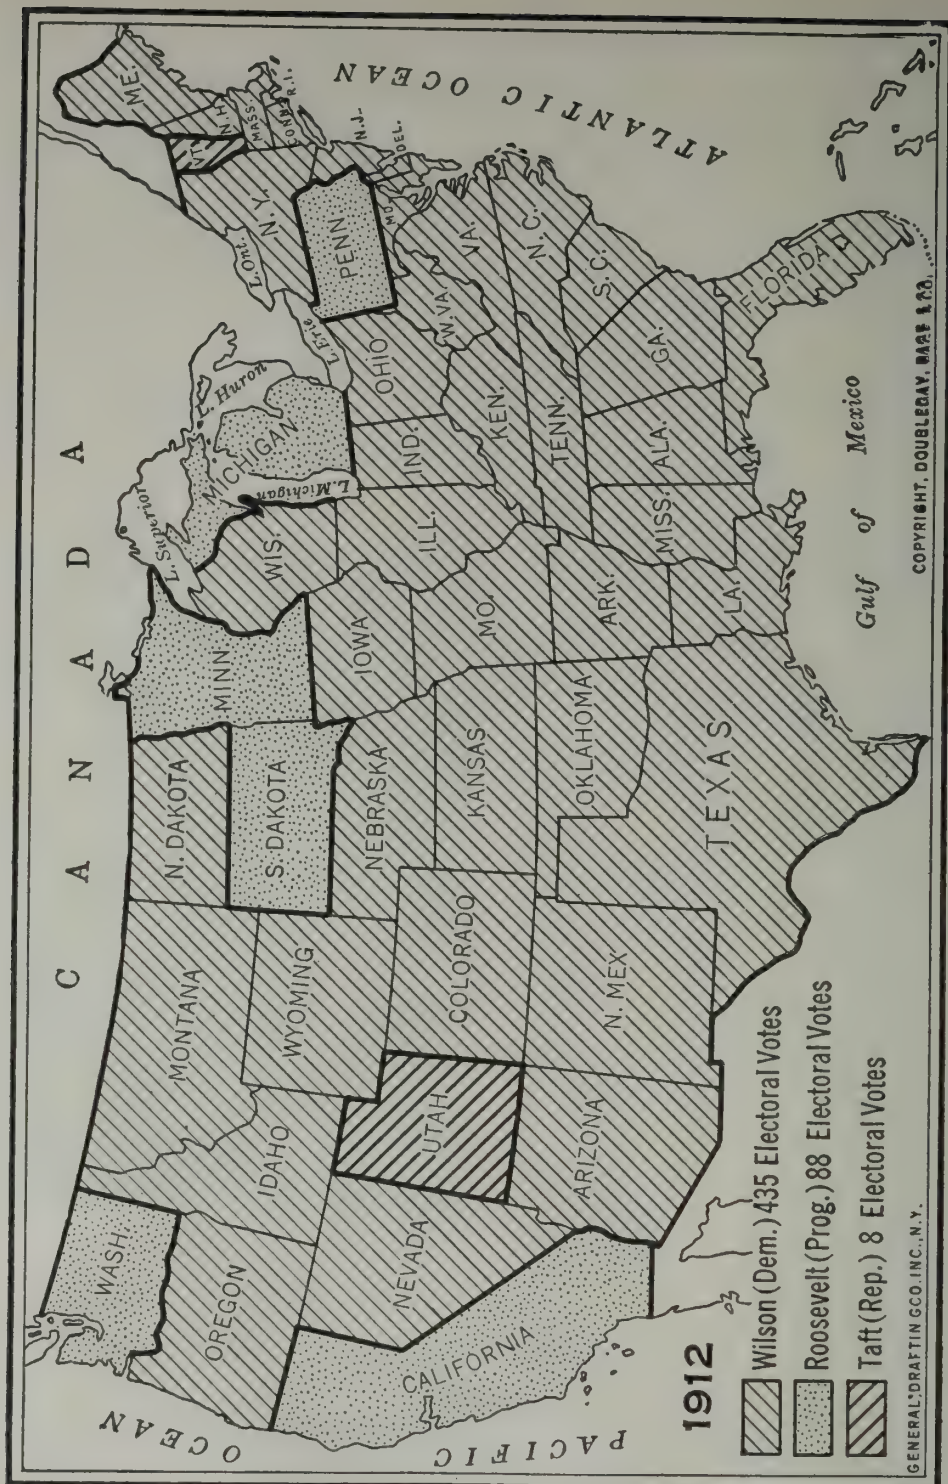 CANADA
PACIFIC
OCEAN
ATLANTIC OCEAN
Gulf of Mexico
L. Superior
L. Huron
L. Michigan
L. Erie
L. Ont.
WASH.
OREGON
CALIFORNIA
NEVADA
IDAHO
MONTANA
WYOMING
UTAH
COLORADO
ARIZONA
N. MEX
N. DAKOTA
S. DAKOTA
NEBRASKA
KANSAS
OKLAHOMA
TEXAS
MINN
IOWA
MO.
ARK.
LA.
WIS.
ILL.
MICHIGAN
IND.
OHIO
KEN.
TENN.
MISS.
ALA.
GA.
FLORIDA
S.C.
N.C.
VA.
W.VA.
PENN
MD.
DEL.
N.J.
N.Y.
CONN.
R.I.
MASS.
VT.
N.H.
ME.
1912
Wilson (Dem.) 435 Electoral Votes
Roosevelt (Prog.) 88 Electoral Votes
Taft (Rep.) 8 Electoral Votes
GENERAL DRAFTING CO. INC., N.Y.
COPYRIGHT, DOUBLEDAY, PAGE & CO.